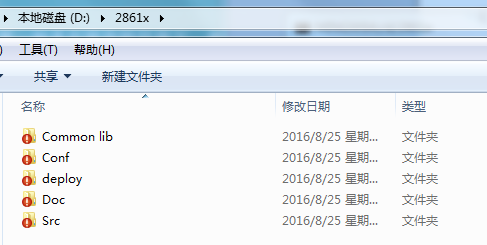 本地磁盘 (D:) 2861x
工具(T) 帮助(H)
共享 新建文件夹
名称 修改日期 类型
Common lib 2016/8/25 星期... 文件夹
Conf 2016/8/25 星期... 文件夹
deploy 2016/8/25 星期... 文件夹
Doc 2016/8/25 星期... 文件夹
Src 2016/8/25 星期... 文件夹